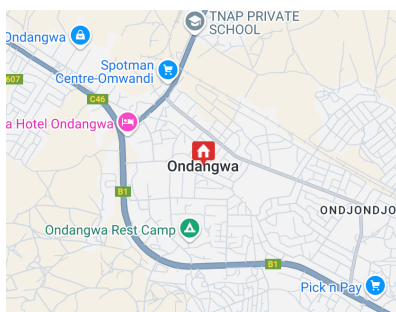 TNAP PRIVATE
SCHOOL
Ondangwa
Spotman
Centre-Omwandi
607
C46
a Hotel Ondangwa
Ondangwa
B1
ONDJONDJO
Ondangwa Rest Camp
B1
Pick n Pay